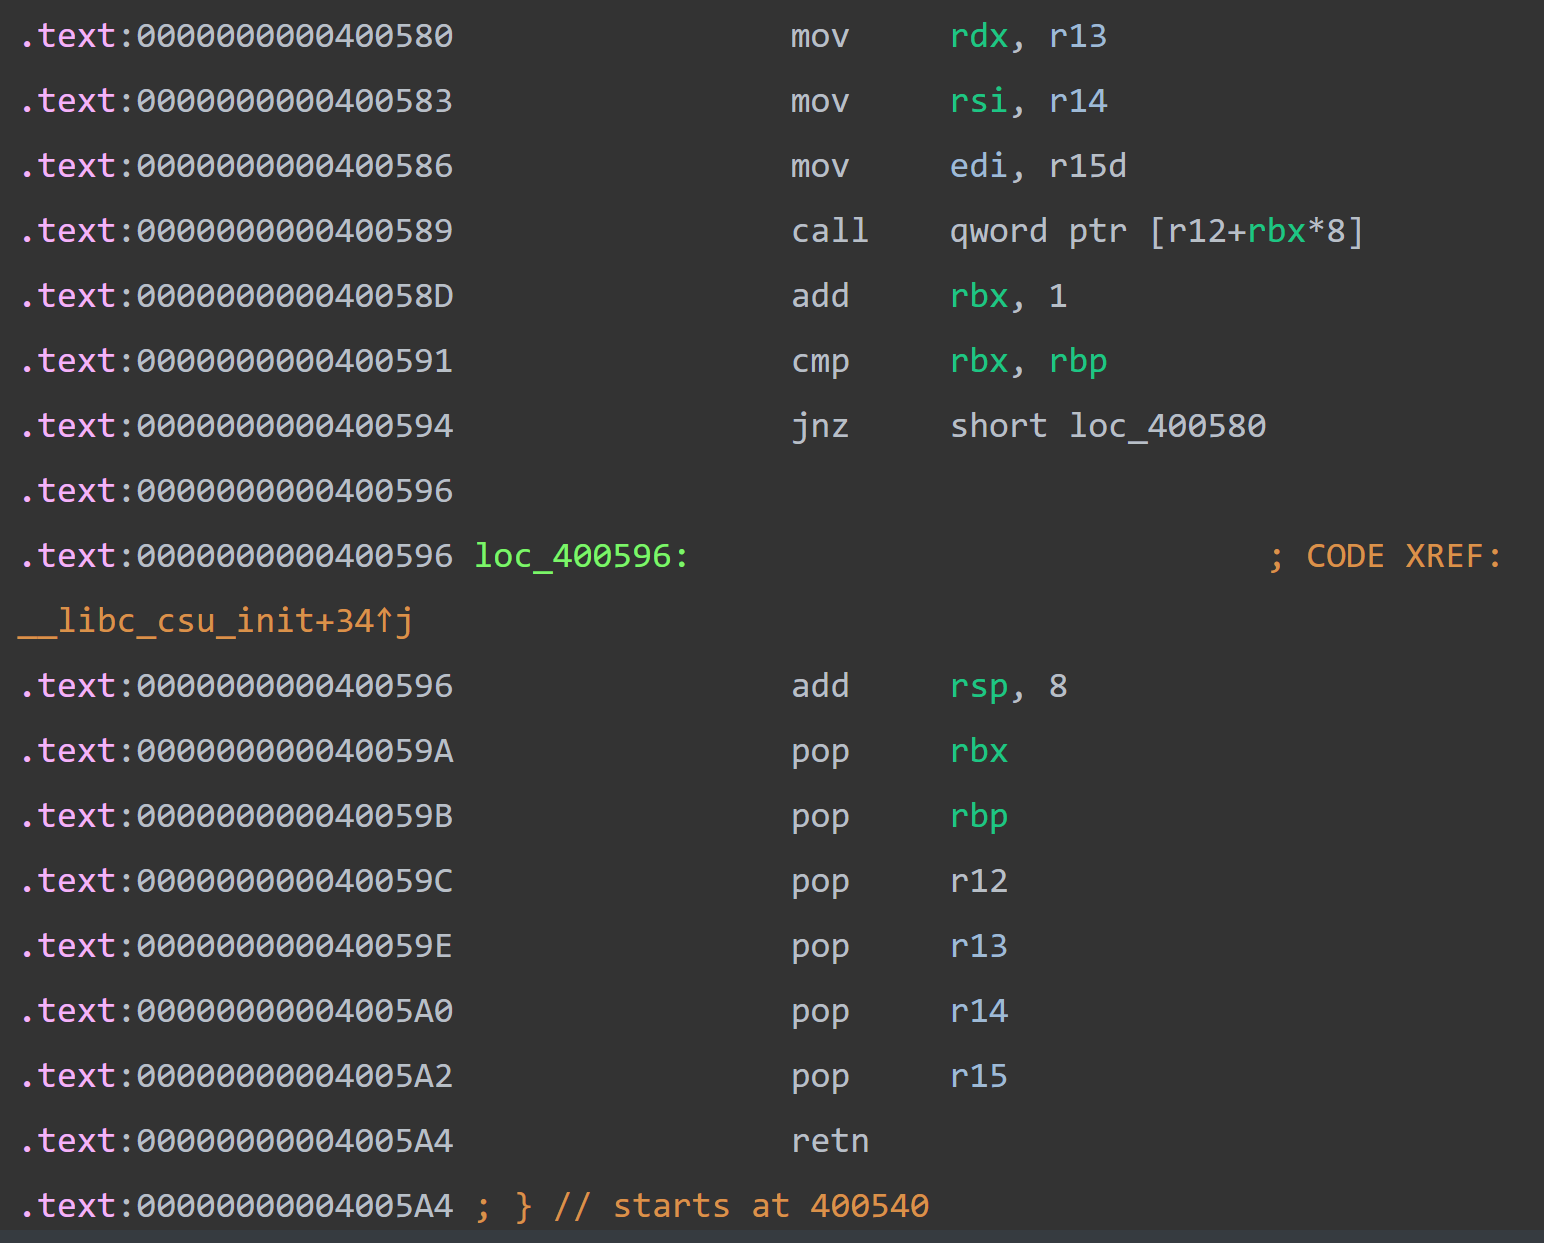 .text:0000000000400580                 mov     rdx, r13
.text:0000000000400583                 mov     rsi, r14
.text:0000000000400586                 mov     edi, r15d
.text:0000000000400589                 call    qword ptr [r12+rbx*8]
.text:000000000040058D                 add     rbx, 1
.text:0000000000400591                 cmp     rbx, rbp
.text:0000000000400594                 jnz     short loc_400580
.text:0000000000400596
.text:0000000000400596 loc_400596:                             ; CODE XREF:
__libc_csu_init+34↑j
.text:0000000000400596                 add     rsp, 8
.text:000000000040059A                 pop     rbx
.text:000000000040059B                 pop     rbp
.text:000000000040059C                 pop     r12
.text:000000000040059E                 pop     r13
.text:00000000004005A0                 pop     r14
.text:00000000004005A2                 pop     r15
.text:00000000004005A4                 retn
.text:00000000004005A4 ; } // starts at 400540